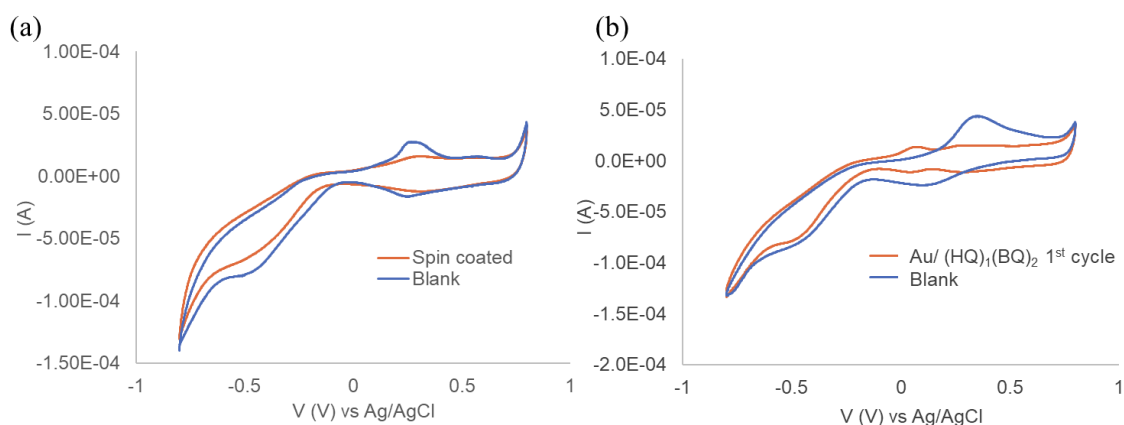 (a)
1.00E-04
5.00E-05
0.00E+00
-5.00E-05
-1.00E-04
-1.50E-04
I (A)
-1
-0.5
0
0.5
1
V (V) vs Ag/AgCl
Spin coated
Blank
(b)
1.0E-04
5.0E-05
0.0E+00
-5.0E-05
-1.0E-04
-1.5E-04
-2.0E-04
I (A)
-1
-0.5
0
0.5
1
V (V) vs Ag/AgCl
Au/ (HQ)₁(BQ)₂ 1ˢᵗ cycle
Blank